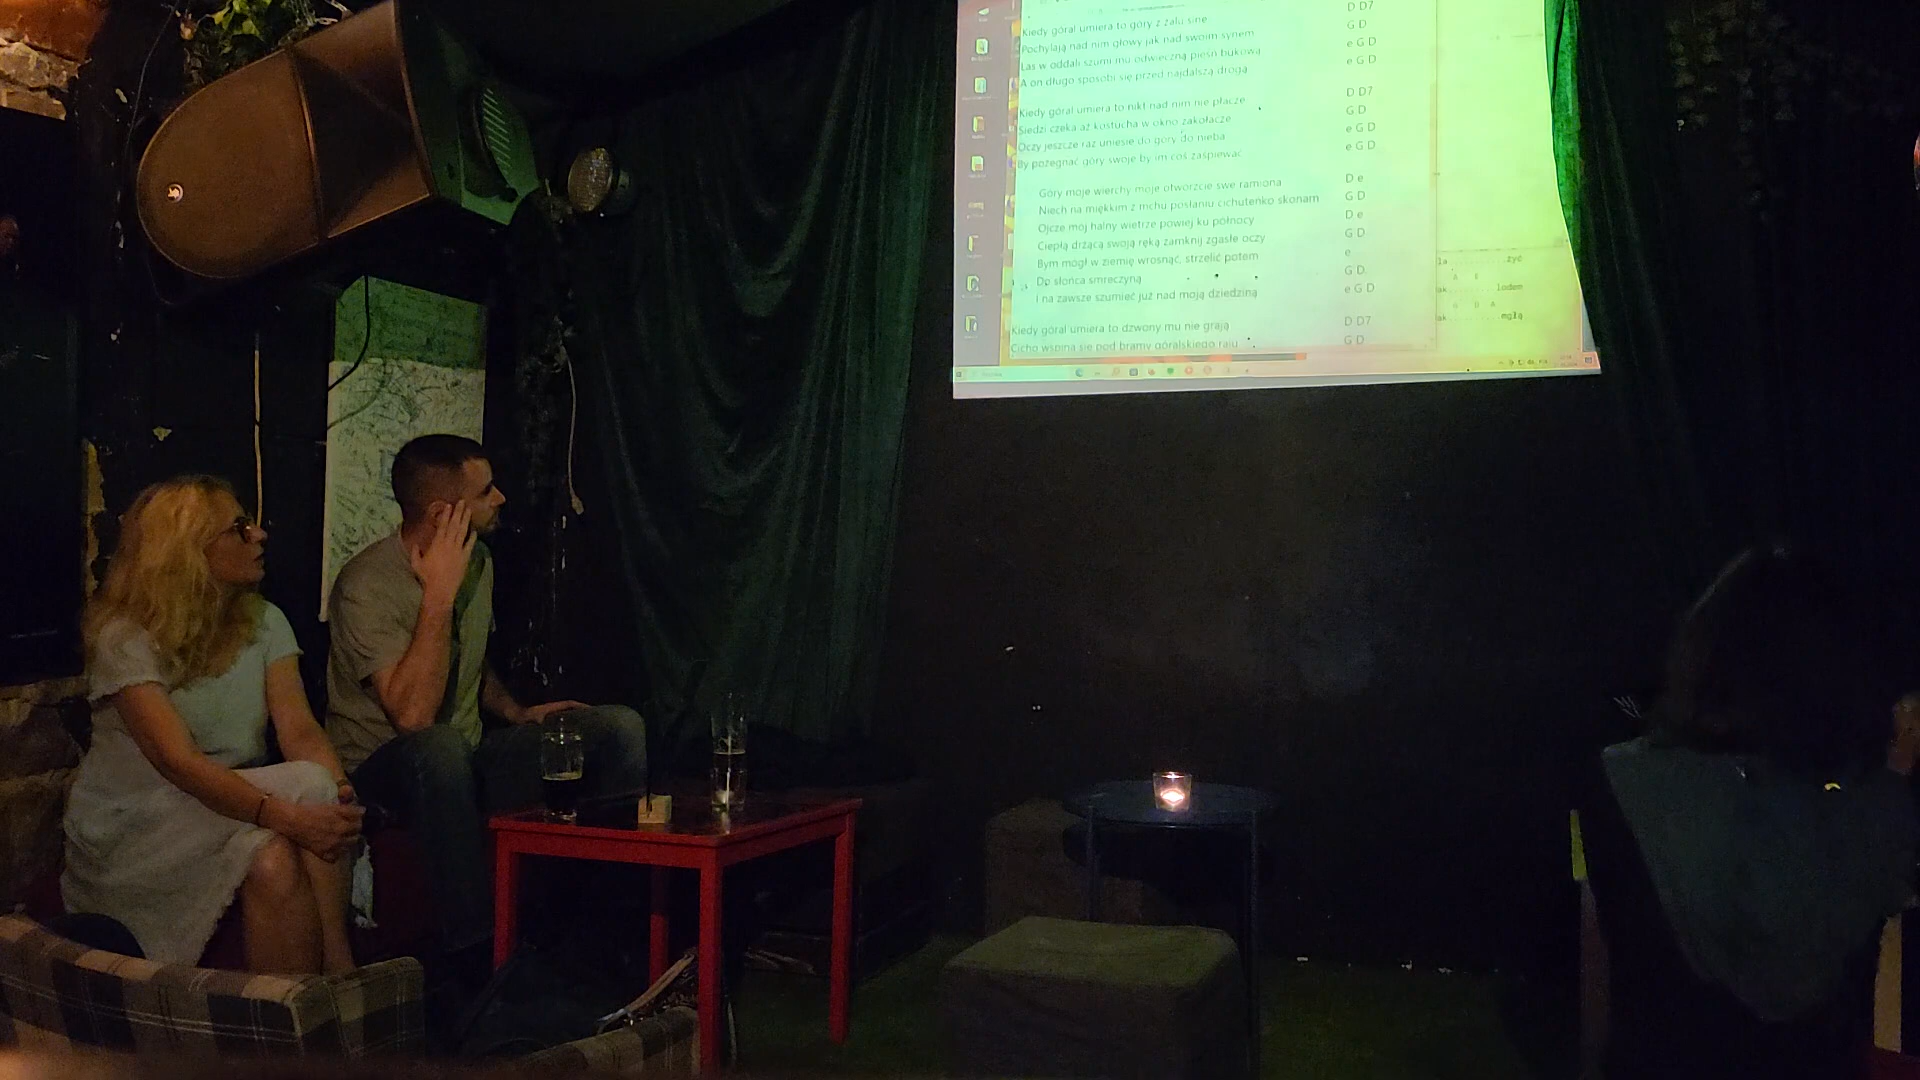 D D7
Kiedy góral umiera to góry z żalu sine G D
Pochylają nad nim głowy jak nad swoim synem e G D
Las w oddali szumi mu odwieczną pieśń bukową e G D
A on długo sposobi się przed najdalszą drogą
Kiedy góral umiera to nikt nad nim nie płacze D D7
Siedzi czeka aż kostucha w okno zakołacze G D
Oczy jeszcze raz uniesie do góry do nieba e G D
By pożegnać góry swoje by im coś zaśpiewać e G D
Góry moje wierchy moje otwórzcie swe ramiona D e
Niech na miękkim z mchu posłaniu cichuteńko skonam G D
Ojcze mój halny wietrze powiej ku północy D e
Ciepłą drżącą swoją ręką zamknij zgasłe oczy G D
Bym mógł w ziemię wrosnąć, strzelić potem e
Do słońca smreczyną G D
I na zawsze szumieć już nad moją dziedziną e G D
Kiedy góral umiera to dzwony mu nie grają D D7
Cicho wspina się pod bramy góralskiego raju G D
la..........żyć
A E
ak..........lodem
G D A
ak..........mgłą